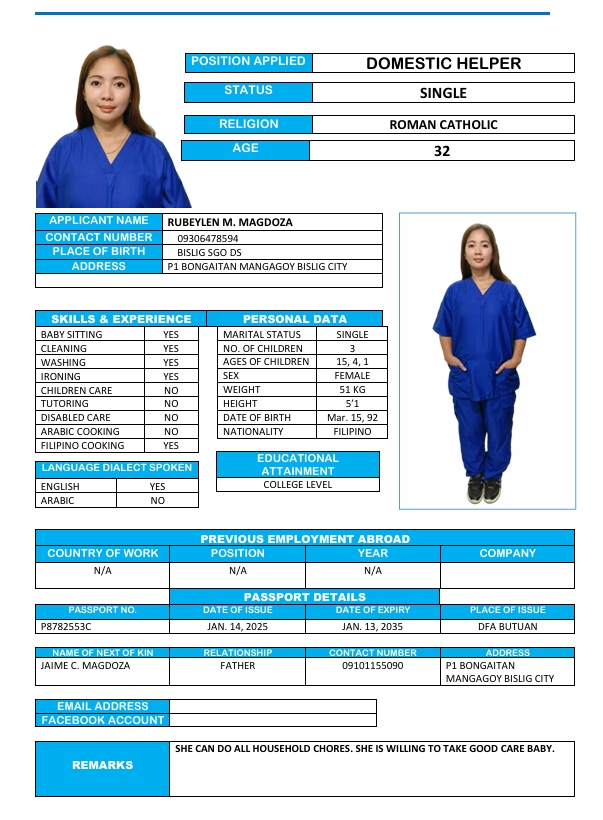 POSITION APPLIED DOMESTIC HELPER
STATUS SINGLE
RELIGION ROMAN CATHOLIC
AGE 32
APPLICANT NAME RUBEYLEN M. MAGDOZA
CONTACT NUMBER 09306478594
PLACE OF BIRTH BISLIG SGO DS
ADDRESS P1 BONGAITAN MANGAGOY BISLIG CITY
SKILLS & EXPERIENCE PERSONAL DATA
BABY SITTING YES MARITAL STATUS SINGLE
CLEANING YES NO. OF CHILDREN 3
WASHING YES AGES OF CHILDREN 15, 4, 1
IRONING YES SEX FEMALE
CHILDREN CARE NO WEIGHT 51 KG
TUTORING NO HEIGHT 5'1
DISABLED CARE NO DATE OF BIRTH Mar. 15, 92
ARABIC COOKING NO NATIONALITY FILIPINO
FILIPINO COOKING YES
LANGUAGE DIALECT SPOKEN
ENGLISH YES
ARABIC NO
EDUCATIONAL
ATTAINMENT
COLLEGE LEVEL
PREVIOUS EMPLOYMENT ABROAD
COUNTRY OF WORK POSITION YEAR COMPANY
N/A N/A N/A
PASSPORT DETAILS
PASSPORT NO. DATE OF ISSUE DATE OF EXPIRY PLACE OF ISSUE
P8782553C JAN. 14, 2025 JAN. 13, 2035 DFA BUTUAN
NAME OF NEXT OF KIN RELATIONSHIP CONTACT NUMBER ADDRESS
JAIME C. MAGDOZA FATHER 09101155090 P1 BONGAITAN
MANGAGOY BISLIG CITY
EMAIL ADDRESS
FACEBOOK ACCOUNT
REMARKS SHE CAN DO ALL HOUSEHOLD CHORES. SHE IS WILLING TO TAKE GOOD CARE BABY.